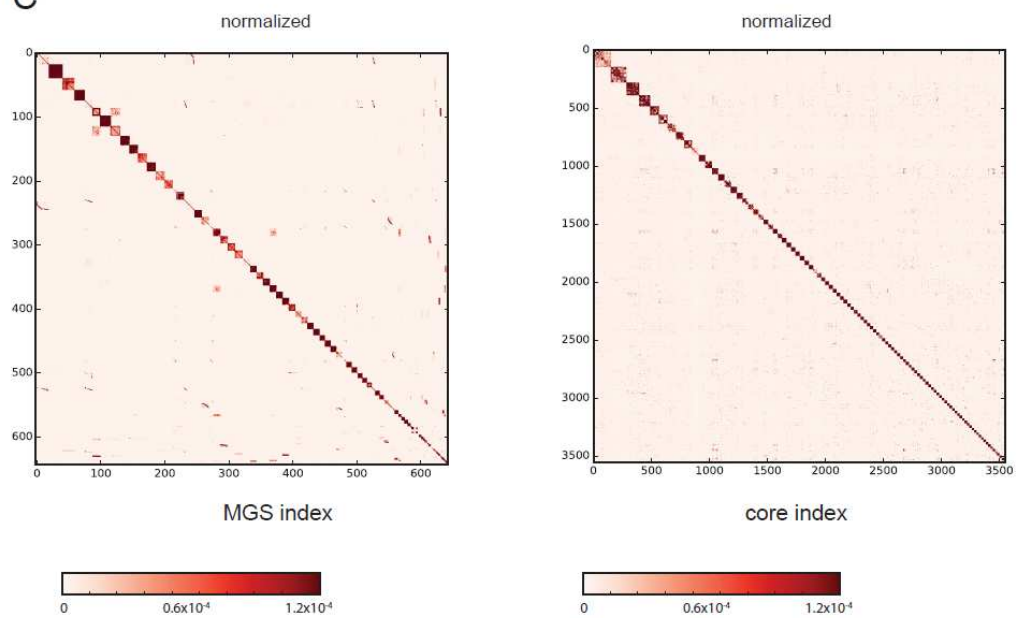 C
normalized
0
100
200
300
400
500
600
0 100 200 300 400 500 600
MGS index
0 0.6x10-4 1.2x10-4
normalized
0
500
1000
1500
2000
2500
3000
3500
0 500 1000 1500 2000 2500 3000 3500
core index
0 0.6x10-4 1.2x10-4